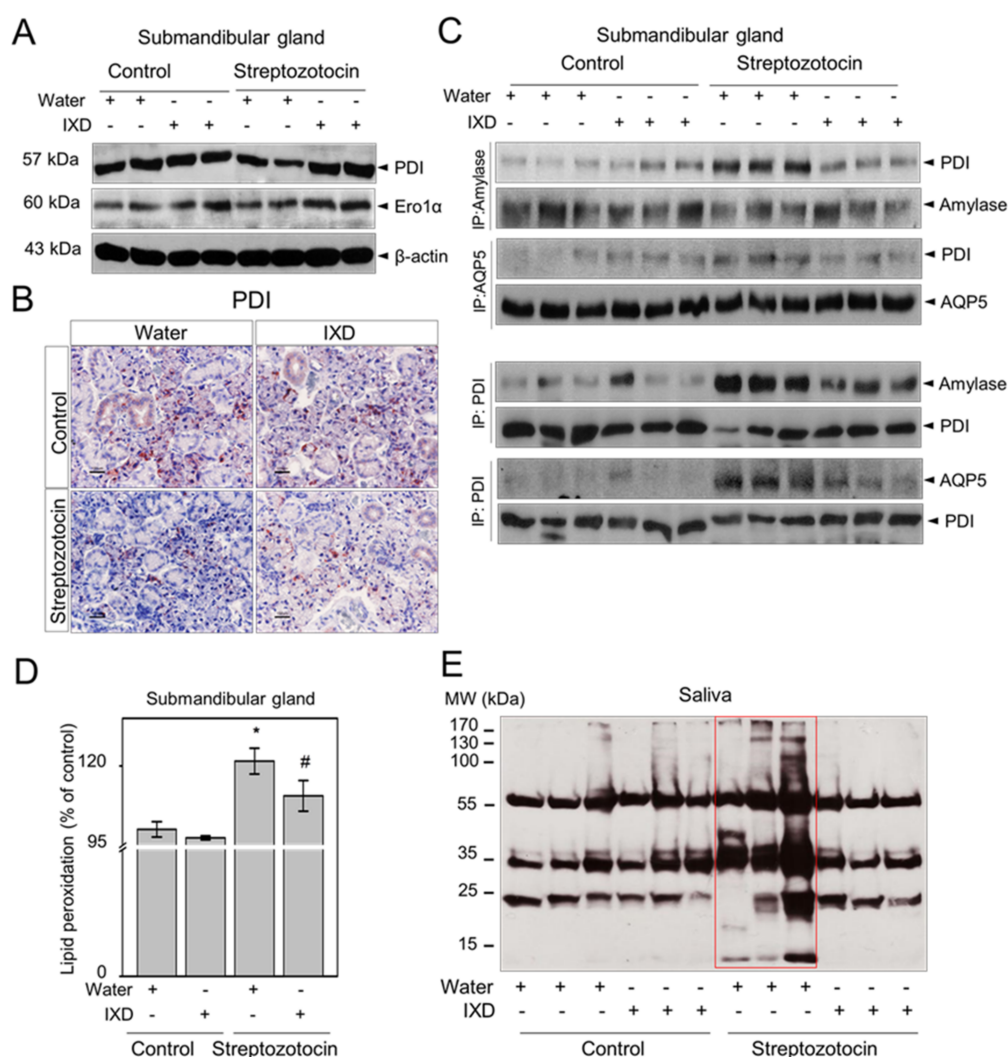 A
Submandibular gland
Control Streptozotocin
Water + + - - + + - -
IXD - - + + - - + +
57 kDa PDI
60 kDa Ero1α
43 kDa β-actin
B
PDI
Water IXD
Control
Streptozotocin
C
Submandibular gland
Control Streptozotocin
Water + + + - - - + + + - - -
IXD - - - + + + - - - + + +
IP:Amylase
PDI
Amylase
IP:AQP5
PDI
AQP5
IP: PDI
Amylase
PDI
IP: PDI
AQP5
PDI
D
Submandibular gland
Lipid peroxidation (% of control)
120
95
0
* #
Water + - + -
IXD - + - +
Control Streptozotocin
E
MW (kDa) Saliva
170
130
100
55
35
25
15
Water + + + - - - + + + - - -
IXD - - - + + + - - - + + +
Control Streptozotocin